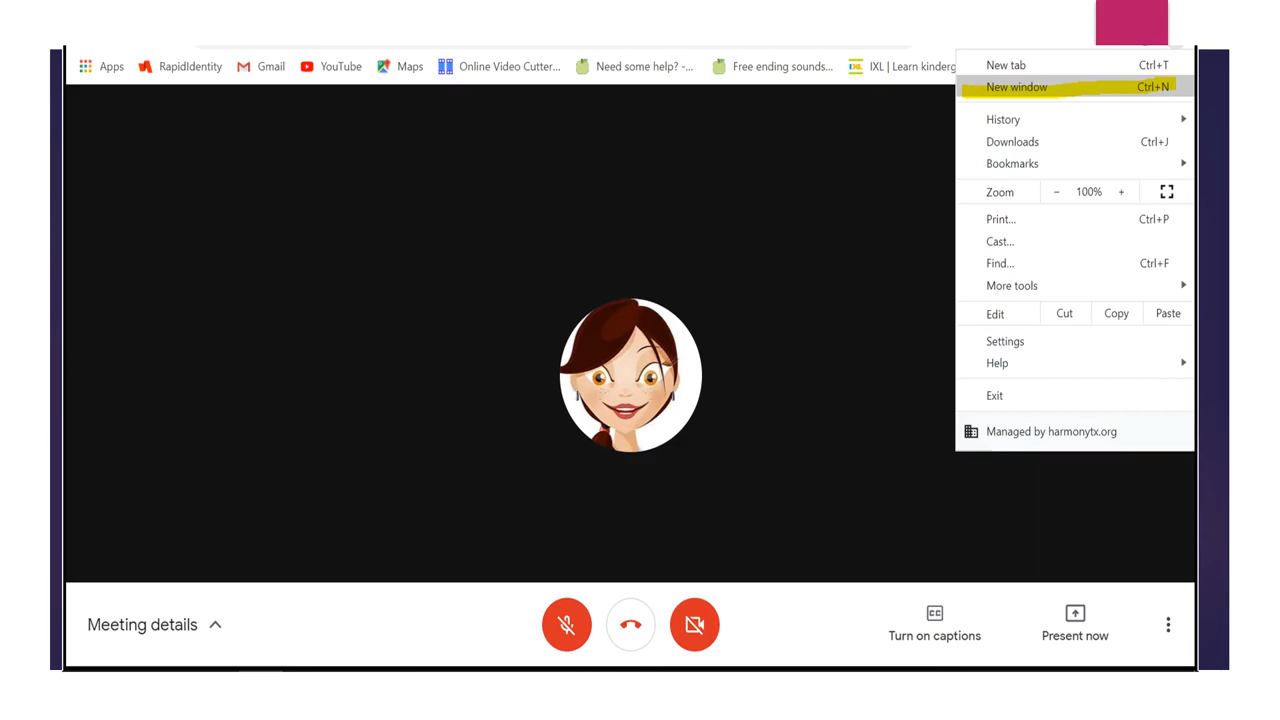 Apps RapidIdentity Gmail YouTube Maps Online Video Cutter... Need some help? -... Free ending sounds... IXL | Learn kinderg
New tab Ctrl+T
New window Ctrl+N
History
Downloads Ctrl+J
Bookmarks
Zoom - 100% +
Print... Ctrl+P
Cast...
Find... Ctrl+F
More tools
Edit Cut Copy Paste
Settings
Help
Exit
Managed by harmonytx.org
Meeting details
Turn on captions
Present now